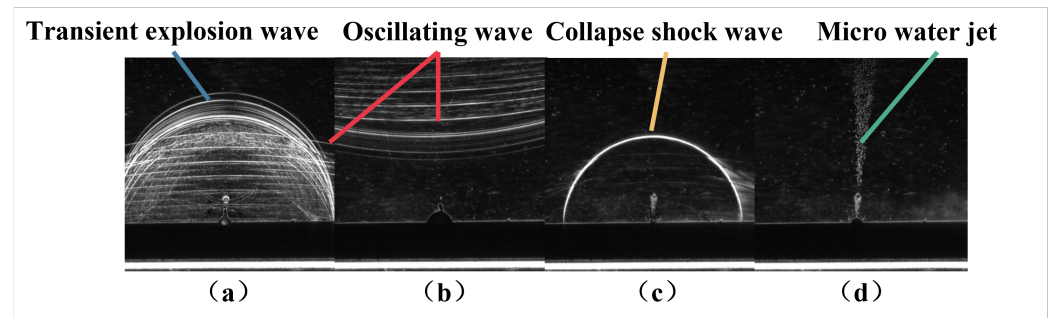 Transient explosion wave Oscillating wave Collapse shock wave Micro water jet
（a） （b） （c） （d）